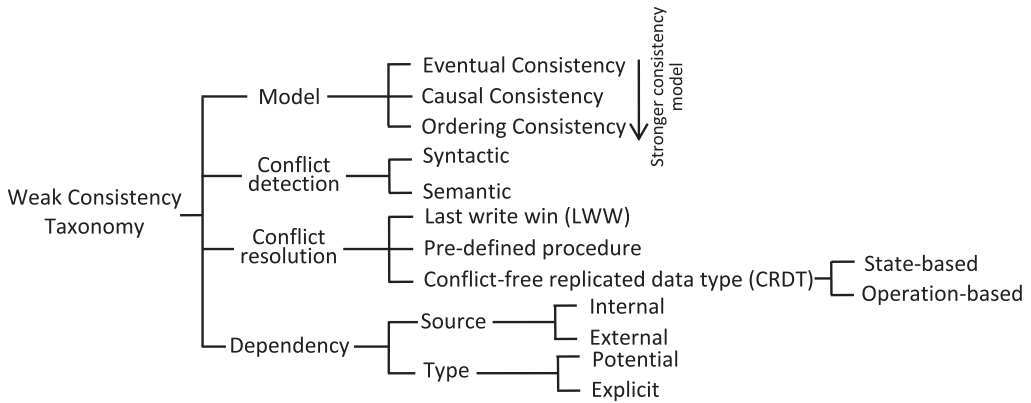 Weak Consistency
Taxonomy
Model
Eventual Consistency
Causal Consistency
Ordering Consistency
Stronger consistency
model
Conflict
detection
Syntactic
Semantic
Conflict
resolution
Last write win (LWW)
Pre-defined procedure
Conflict-free replicated data type (CRDT)
State-based
Operation-based
Dependency
Source
Internal
External
Type
Potential
Explicit